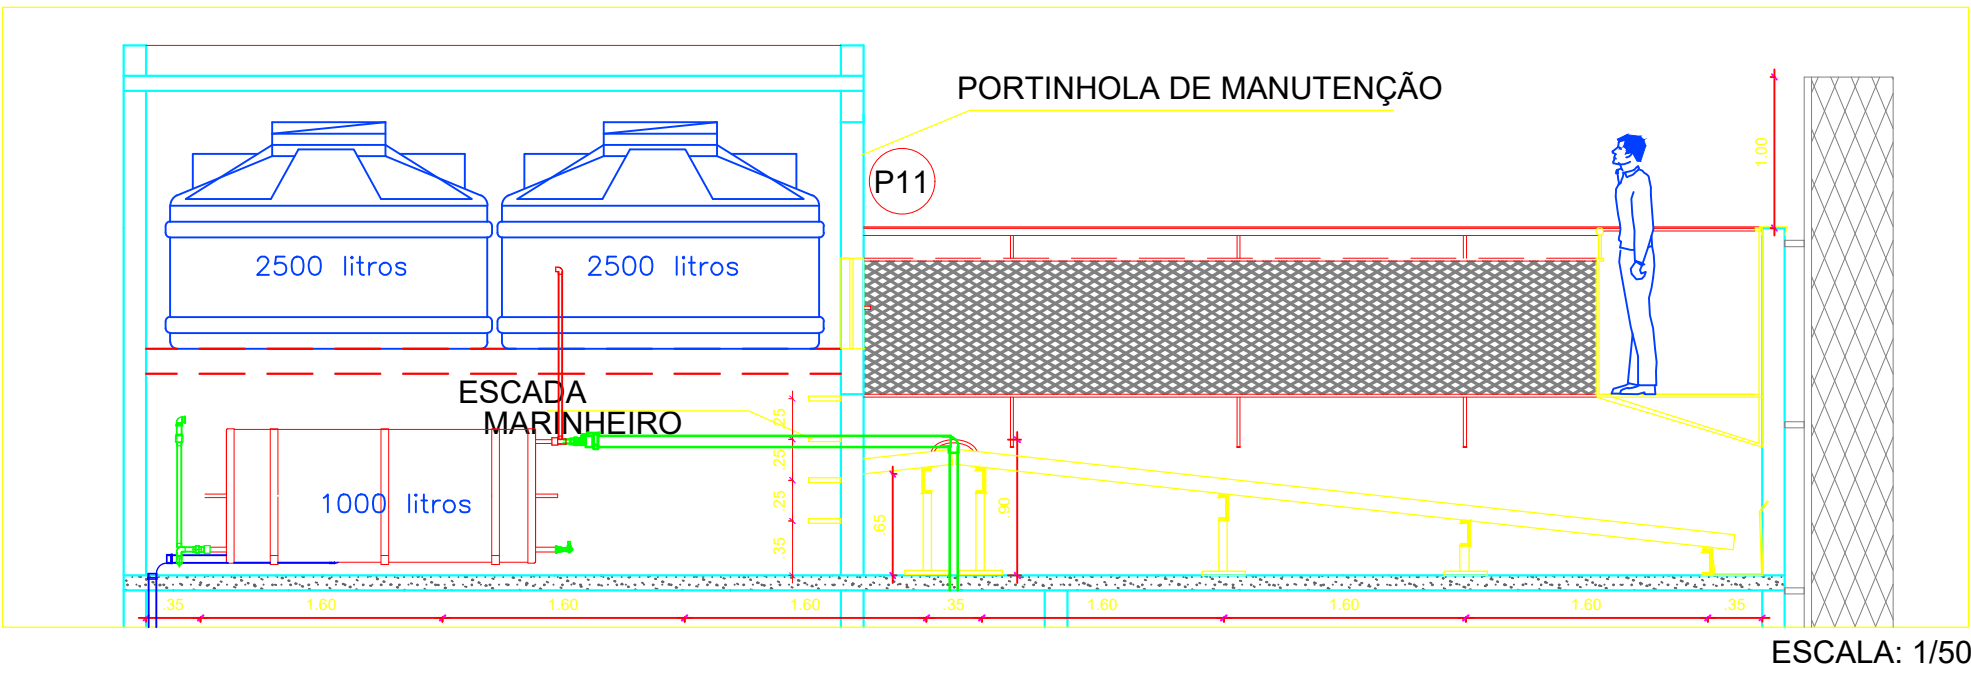 PORTINHOLA DE MANUTENÇÃO
P11
1.00
2500 litros
2500 litros
ESCADA
MARINHEIRO
.25
.25
.25
.35
1000 litros
.65
.90
.35 1.60 1.60 1.60 .35 1.60 1.60 1.60 .35
ESCALA: 1/50